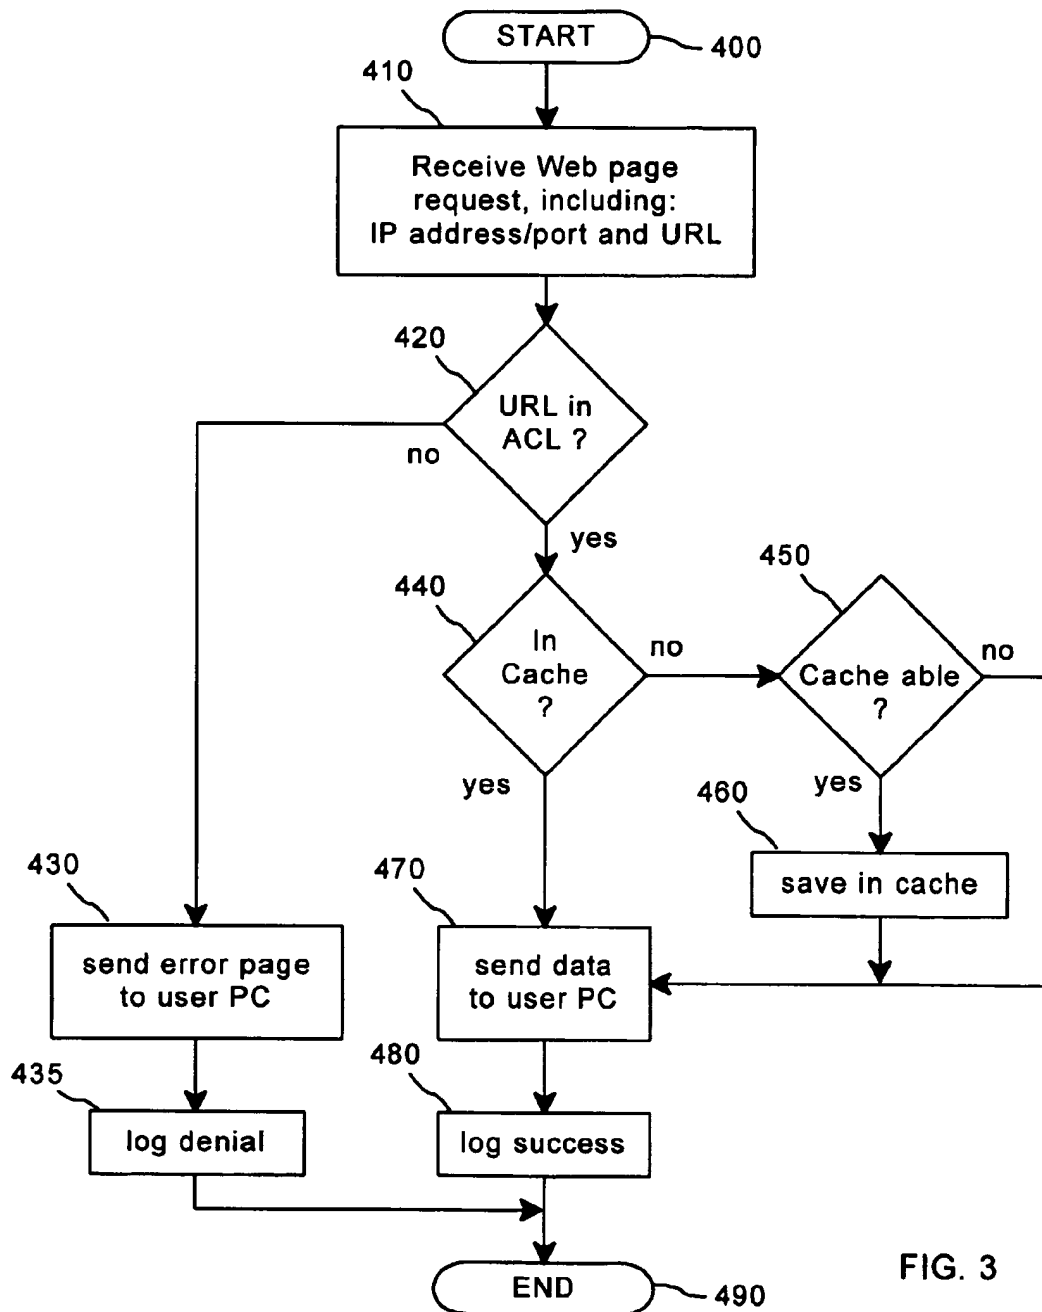 START
400
410
Receive Web page
request, including:
IP address/port and URL
420
URL in
ACL ?
no
yes
440
In
Cache
?
no
yes
450
Cache able
?
no
yes
460
save in cache
430
send error page
to user PC
470
send data
to user PC
435
log denial
480
log success
END
490
FIG. 3